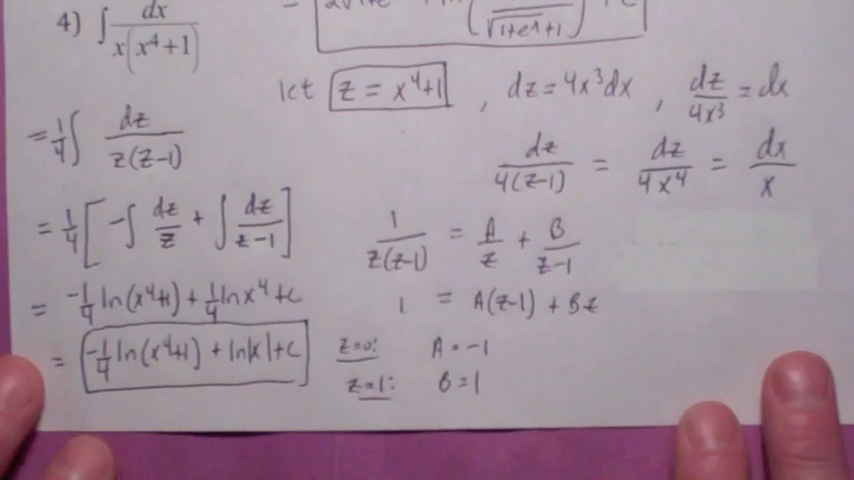 4) ∫ dx / x(x⁴+1)
let z = x⁴+1 , dz = 4x³dx , dz/4x³ = dx
= 1/4 ∫ dz / z(z-1)
dz / 4(z-1) = dz / 4x⁴ = dx / x
= 1/4 [ -∫ dz/z + ∫ dz/z-1 ]
1 / z(z-1) = A/z + B/z-1
= -1/4 ln(x⁴+1) + 1/4 ln x⁴ + c
1 = A(z-1) + Bz
= -1/4 ln(x⁴+1) + ln|x| + c
z=0: A = -1
z=1: B = 1